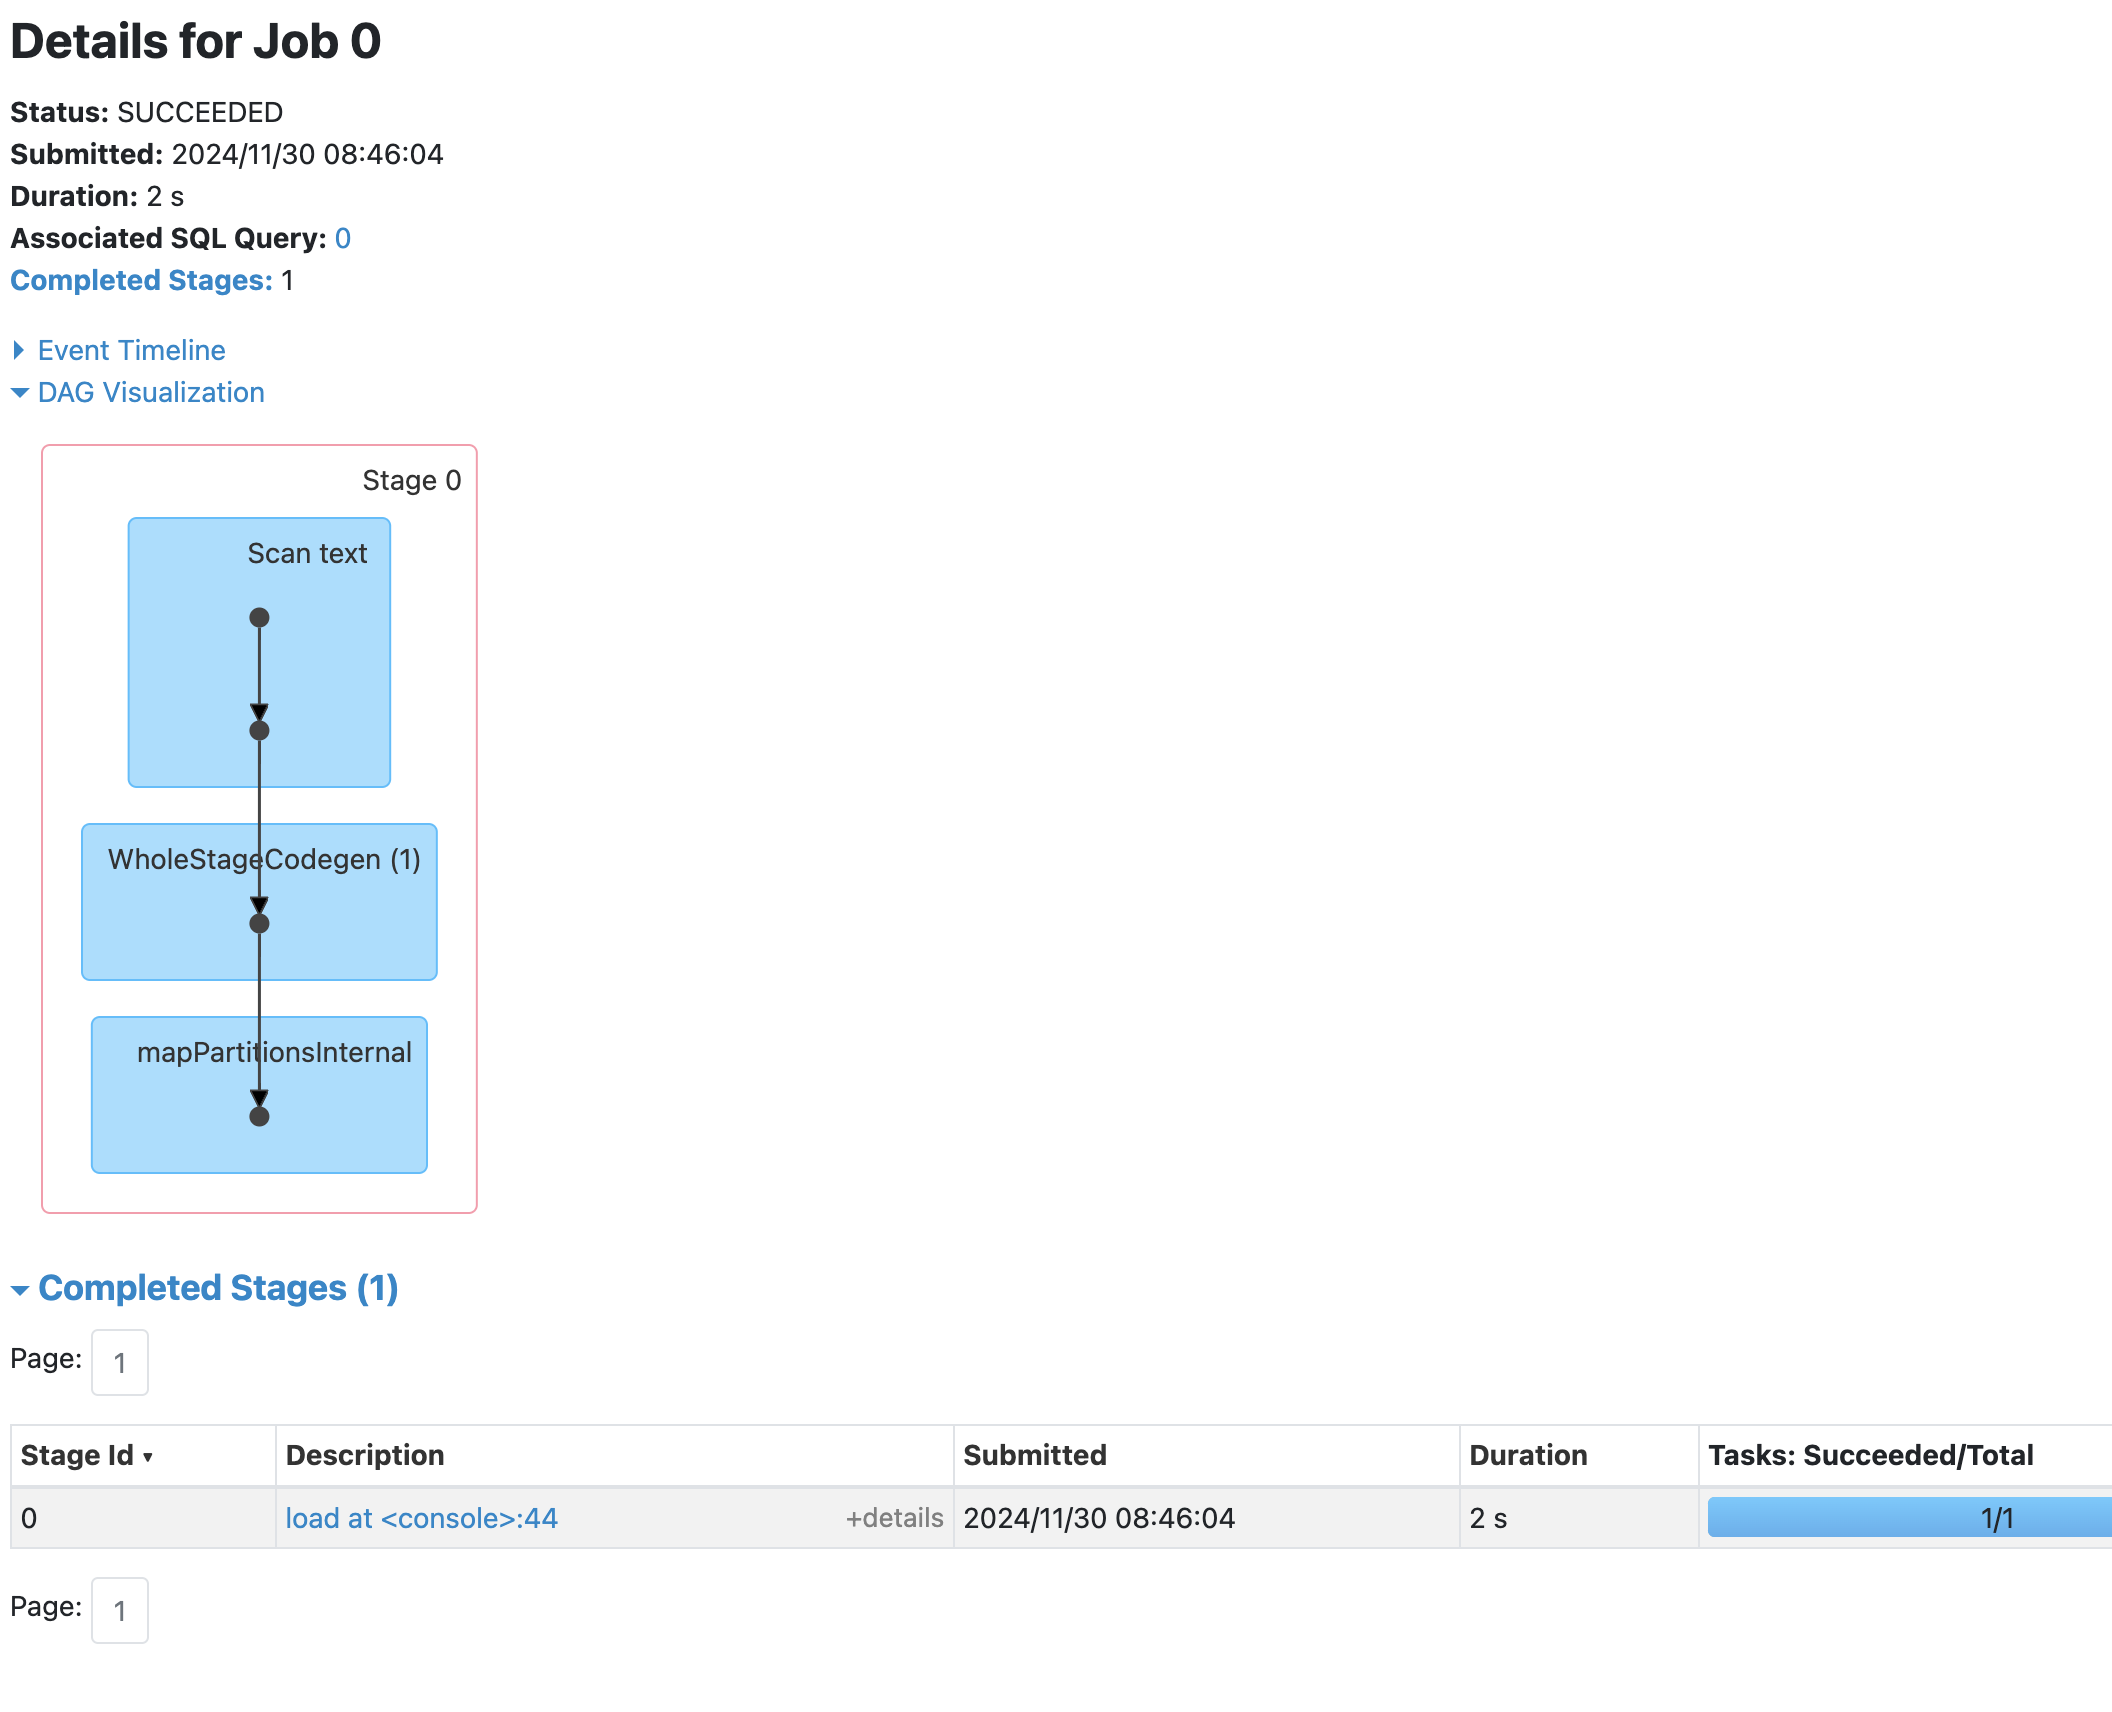 Details for Job 0
Status: SUCCEEDED
Submitted: 2024/11/30 08:46:04
Duration: 2 s
Associated SQL Query: 0
Completed Stages: 1
Event Timeline
DAG Visualization
Stage 0
Scan text
WholeStageCodegen (1)
mapPartitionsInternal
Completed Stages (1)
Page: 1
Stage Id ▾ Description Submitted Duration Tasks: Succeeded/Total
0 load at <console>:44 +details 2024/11/30 08:46:04 2 s 1/1
Page: 1